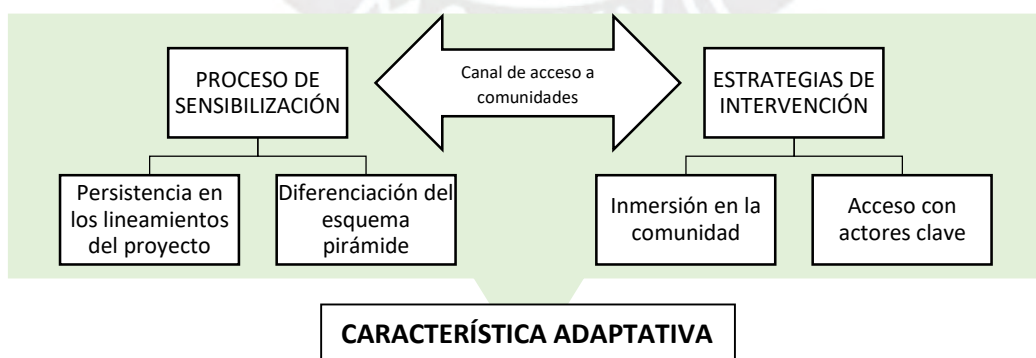 PROCESO DE
SENSIBILIZACIÓN
Canal de acceso a
comunidades
ESTRATEGIAS DE
INTERVENCIÓN
Persistencia en
los lineamientos
del proyecto
Diferenciación del
esquema
pirámide
Inmersión en la
comunidad
Acceso con
actores clave
CARACTERÍSTICA ADAPTATIVA